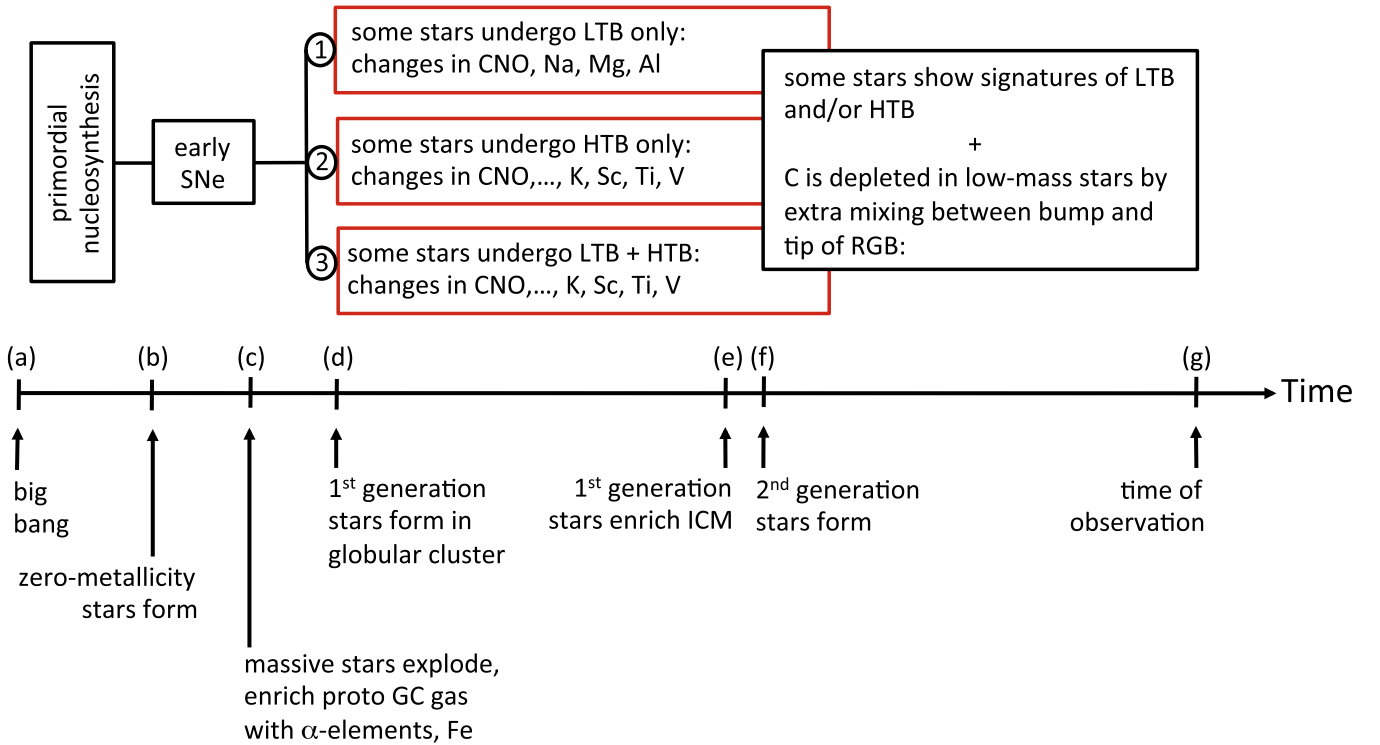 primordial
nucleosynthesis
early
SNe
1
some stars undergo LTB only:
changes in CNO, Na, Mg, Al
2
some stars undergo HTB only:
changes in CNO,..., K, Sc, Ti, V
3
some stars undergo LTB + HTB:
changes in CNO,..., K, Sc, Ti, V
some stars show signatures of LTB
and/or HTB
+
C is depleted in low-mass stars by
extra mixing between bump and
tip of RGB:
(a)
(b)
(c)
(d)
(e)
(f)
(g)
Time
big
bang
zero-metallicity
stars form
massive stars explode,
enrich proto GC gas
with α-elements, Fe
1st generation
stars form in
globular cluster
1st generation
stars enrich ICM
2nd generation
stars form
time of
observation